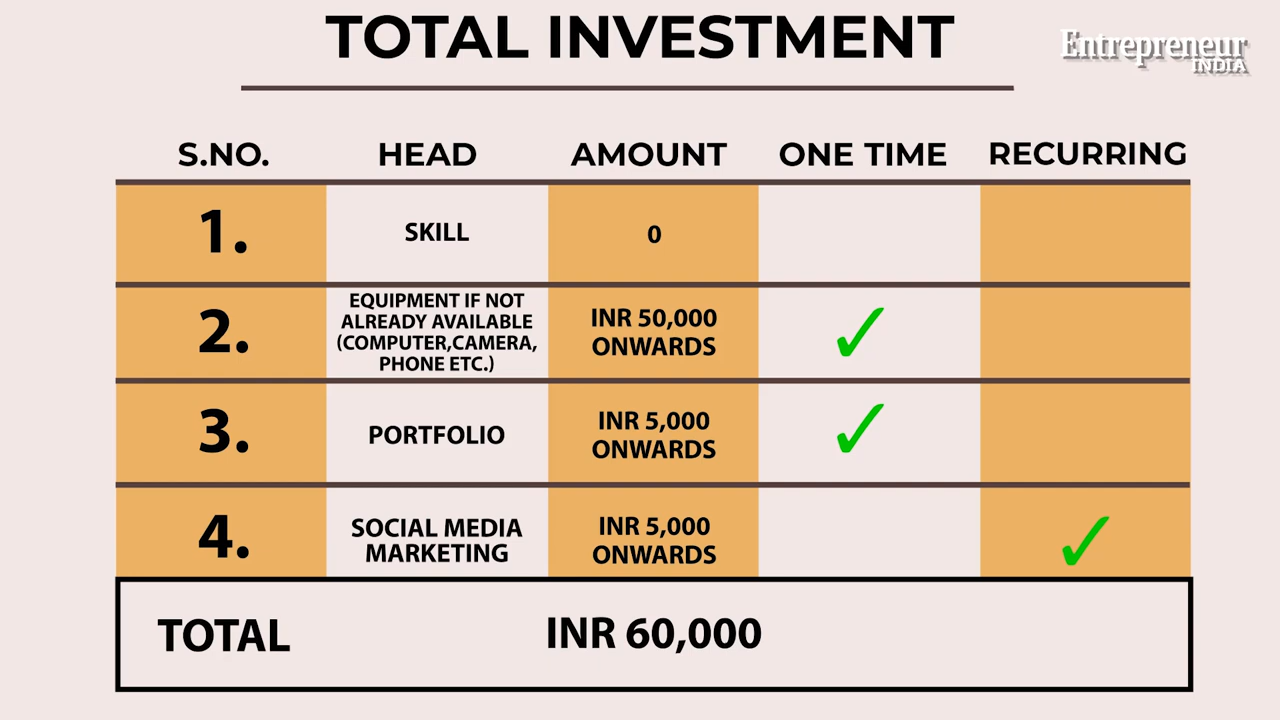 TOTAL INVESTMENT
Entrepreneur
INDIA
S.NO. HEAD AMOUNT ONE TIME RECURRING
1. SKILL 0
2. EQUIPMENT IF NOT
ALREADY AVAILABLE
(COMPUTER,CAMERA,
PHONE ETC.)
INR 50,000
ONWARDS
✓
3. PORTFOLIO
INR 5,000
ONWARDS
✓
4. SOCIAL MEDIA
MARKETING
INR 5,000
ONWARDS
✓
TOTAL INR 60,000